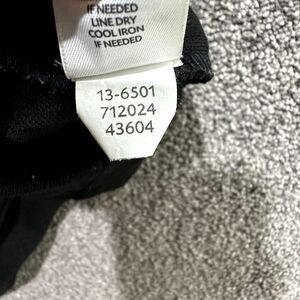 IF NEEDED
LINE DRY
COOL IRON
IF NEEDED
13-6501
712024
43604